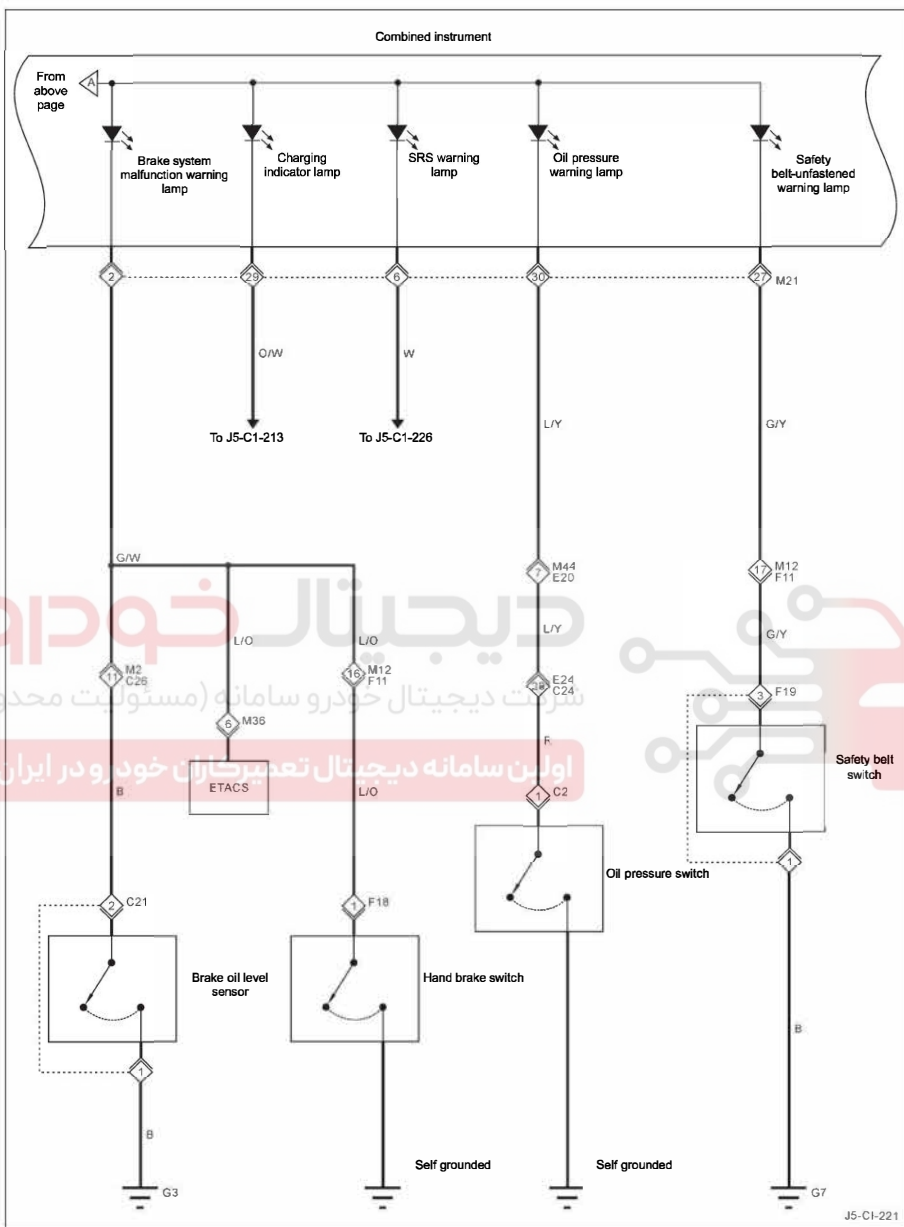 Combined instrument
From
above
page
A
Brake system
malfunction warning
lamp
Charging
indicator lamp
SRS warning
lamp
Oil pressure
warning lamp
Safety
belt-unfastened
warning lamp
2
29
6
30
27
M21
O/W
W
L/Y
G/Y
To J5-C1-213
To J5-C1-226
G/W
7
M44
E20
17
M12
F11
L/O
L/O
L/Y
G/Y
دیجیتال خودرو
11
M2
C26
16
M12
F11
E24
C24
3
F19
شرکت دیجیتال خودرو سامانه (مسئولیت محدو
6
M36
R
Safety belt
switch
اولین سامانه دیجیتال تعمیرکاران خودرو در ایران
ETACS
B
L/O
1
C2
1
Oil pressure switch
2
C21
1
F18
Brake oil level
sensor
Hand brake switch
B
1
B
Self grounded
Self grounded
G3
G7
J5-CI-221